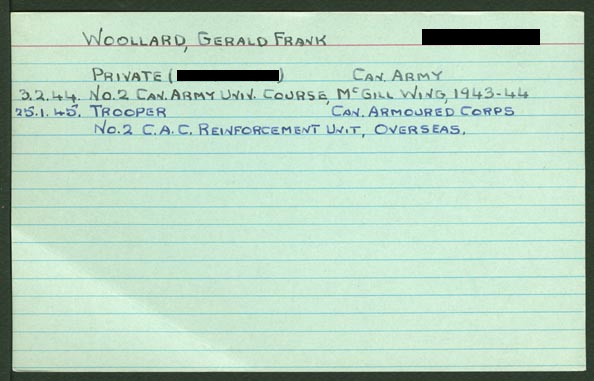 WOOLLARD, GERALD FRANK
PRIVATE ( ) CAN. ARMY
3.2.44. NO.2 CAN. ARMY UNIV. COURSE, MCGILL WING, 1943-44
25.1.45. TROOPER CAN. ARMOURED CORPS
NO.2 C.A.C. REINFORCEMENT UNIT, OVERSEAS.